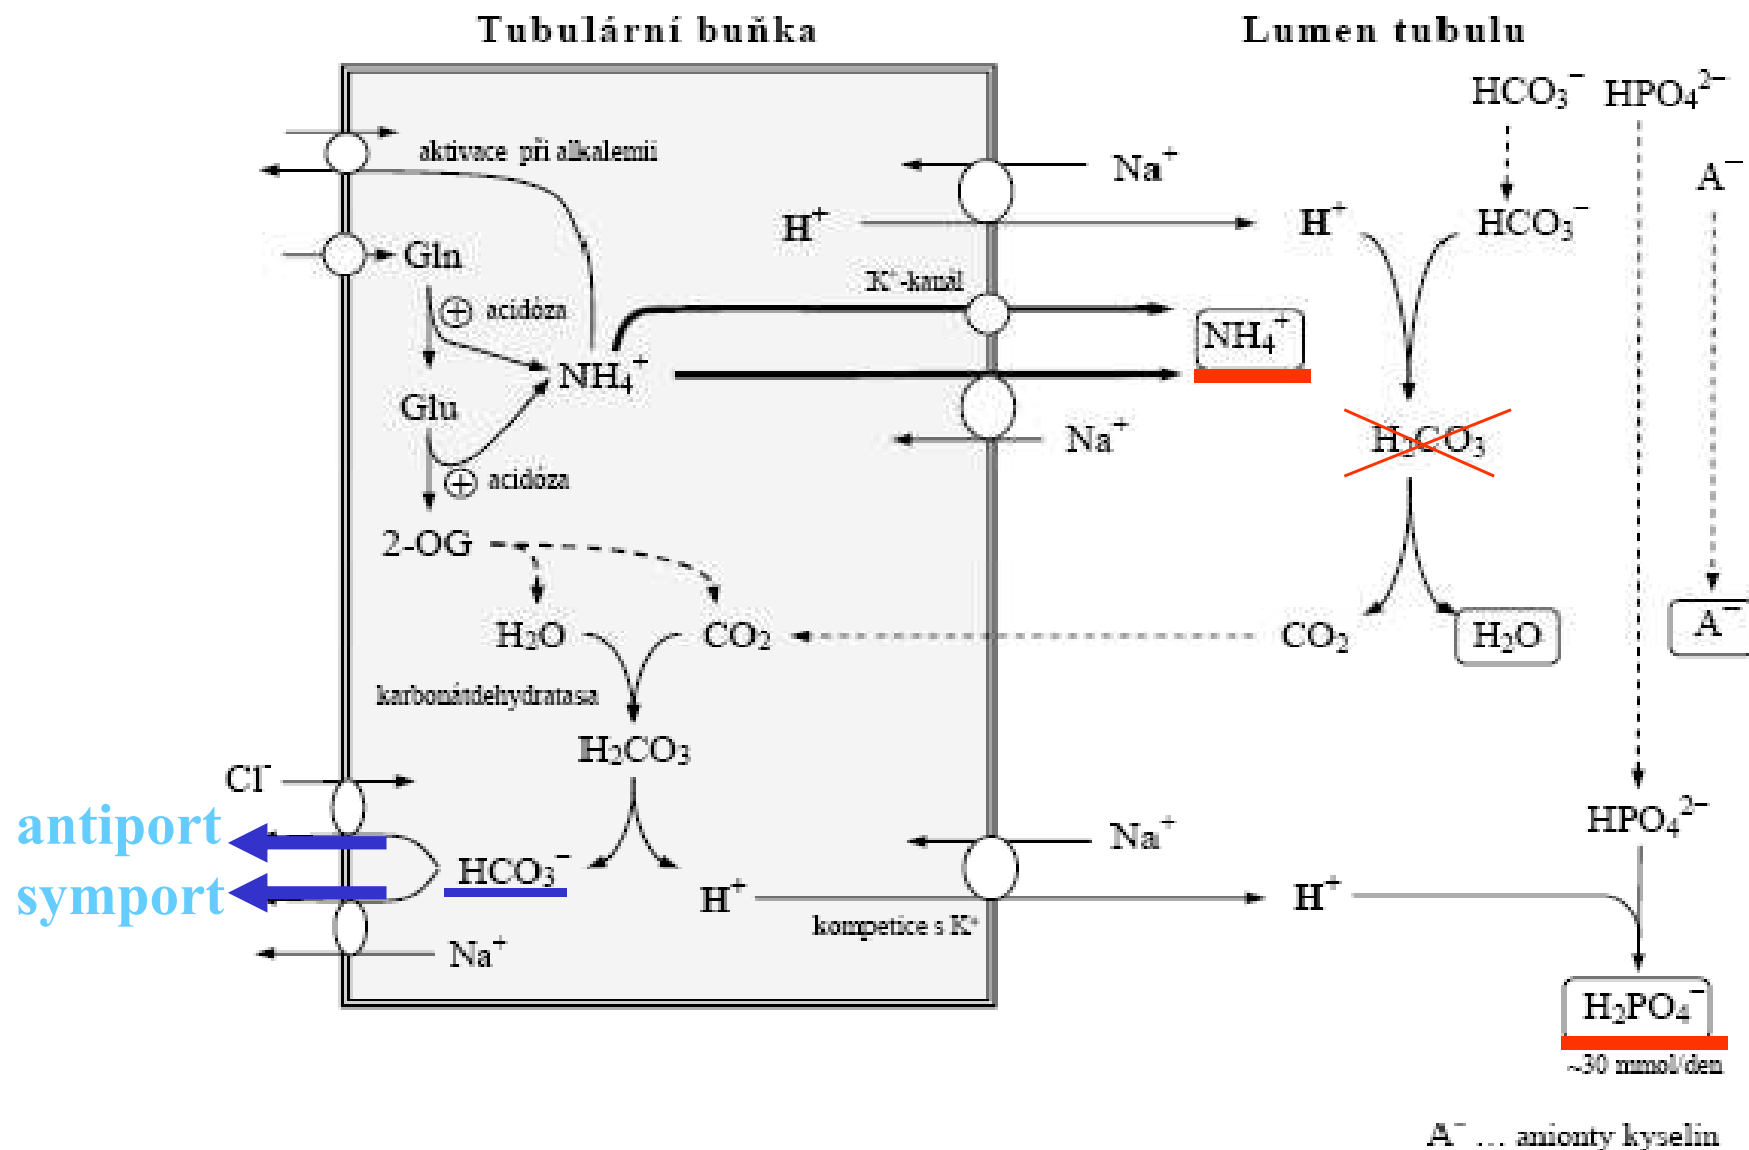 Tubulární buňka
Lumen tubulu
HCO₃⁻ HPO₄²⁻
aktivace při alkalemii
Na⁺
A⁻
H⁺
H⁺
HCO₃⁻
Gln
K⁺-kanál
⊕ acidóza
NH₄⁺
NH₄⁺
Glu
Na⁺
H₂CO₃
⊕ acidóza
2-OG
H₂O
CO₂
CO₂
H₂O
A⁻
karbonátdehydratasa
H₂CO₃
Cl⁻
antiport
HPO₄²⁻
Na⁺
HCO₃⁻
symport
H⁺
H⁺
kompetice s K⁺
Na⁺
H₂PO₄⁻
~30 mmol/den
A⁻ ... anionty kyselin